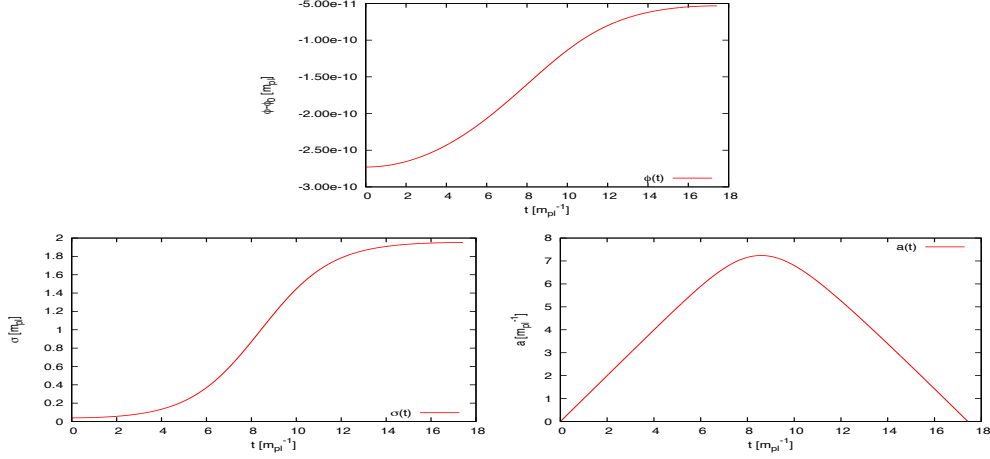 -5.00e-11
-1.00e-10
-1.50e-10
-2.00e-10
-2.50e-10
-3.00e-10
ϕ-ϕ0 [mpl]
ϕ(t)
0 2 4 6 8 10 12 14 16 18
t [mpl^-1]
2
1.8
1.6
1.4
1.2
1
0.8
0.6
0.4
0.2
0
σ [mpl]
σ(t)
0 2 4 6 8 10 12 14 16 18
t [mpl^-1]
8
7
6
5
4
3
2
1
0
a [mpl^-1]
a(t)
0 2 4 6 8 10 12 14 16 18
t [mpl^-1]